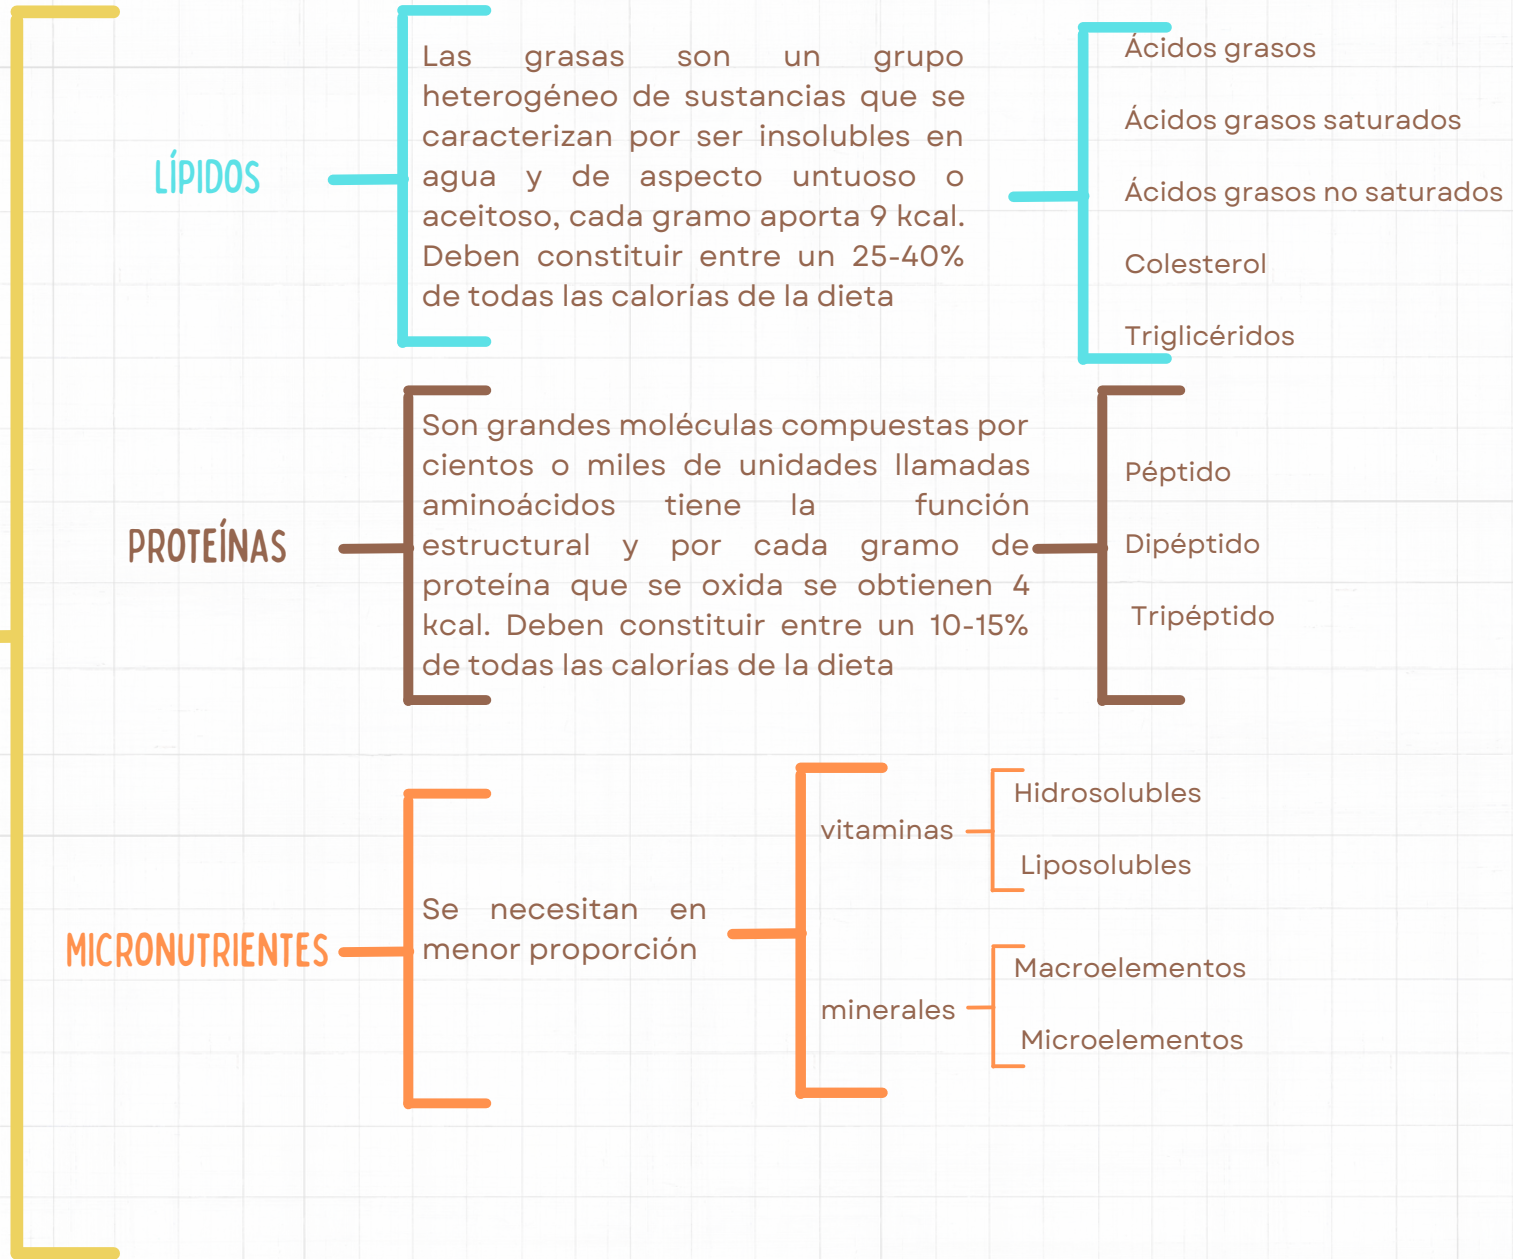 LÍPIDOS
Las grasas son un grupo
heterogéneo de sustancias que se
caracterizan por ser insolubles en
agua y de aspecto untuoso o
aceitoso, cada gramo aporta 9 kcal.
Deben constituir entre un 25-40%
de todas las calorías de la dieta
Ácidos grasos
Ácidos grasos saturados
Ácidos grasos no saturados
Colesterol
Triglicéridos
PROTEÍNAS
Son grandes moléculas compuestas por
cientos o miles de unidades llamadas
aminoácidos tiene la función
estructural y por cada gramo de
proteína que se oxida se obtienen 4
kcal. Deben constituir entre un 10-15%
de todas las calorías de la dieta
Péptido
Dipéptido
Tripéptido
MICRONUTRIENTES
Se necesitan en
menor proporción
vitaminas
Hidrosolubles
Liposolubles
minerales
Macroelementos
Microelementos